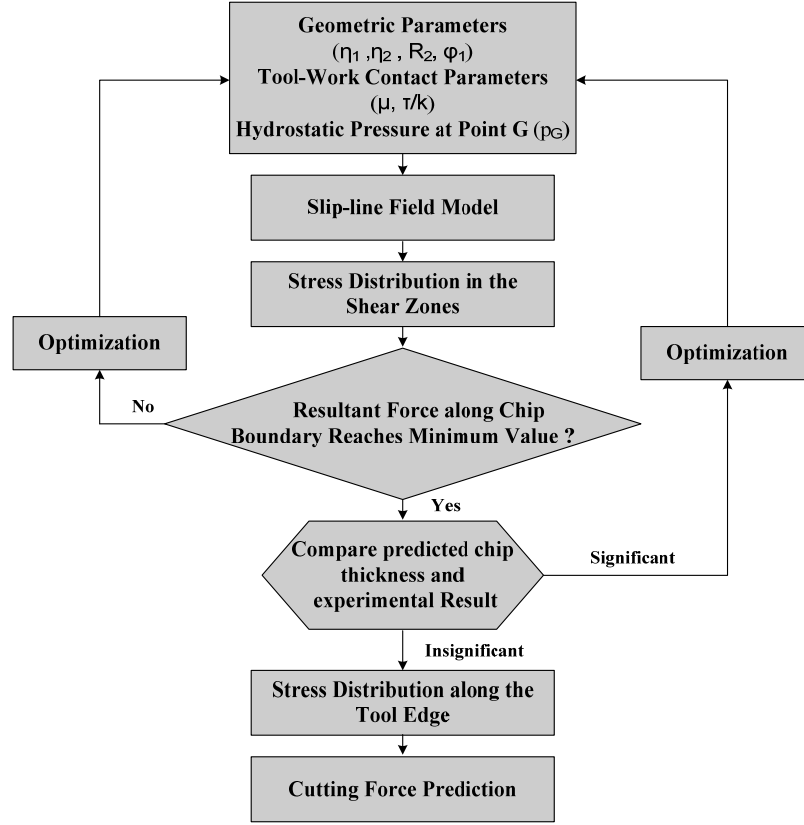 Geometric Parameters
(η1 ,η2 , R2, φ1)
Tool-Work Contact Parameters
(μ, τ/k)
Hydrostatic Pressure at Point G (pG)
Slip-line Field Model
Stress Distribution in the
Shear Zones
Optimization
Optimization
No
Resultant Force along Chip
Boundary Reaches Minimum Value ?
Yes
Compare predicted chip
thickness and
experimental Result
Significant
Insignificant
Stress Distribution along the
Tool Edge
Cutting Force Prediction